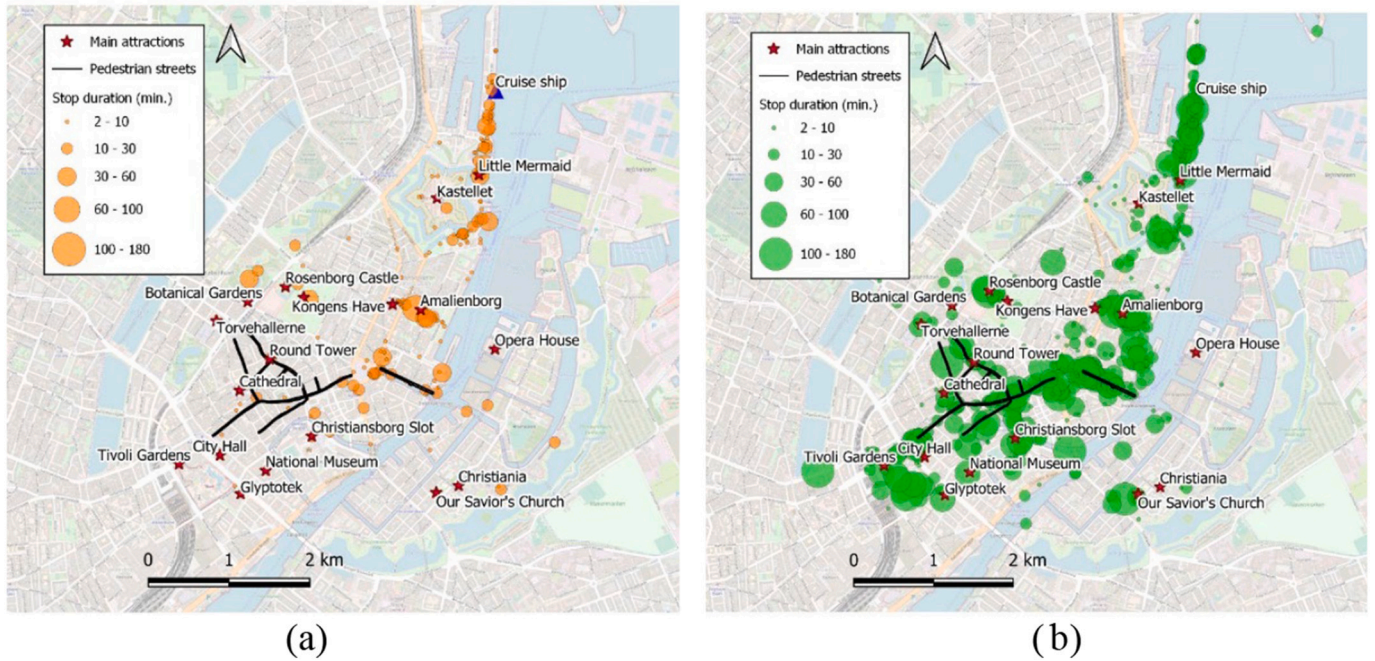 Main attractions
Pedestrian streets
Stop duration (min.)
2 - 10
10 - 30
30 - 60
60 - 100
100 - 180
Cruise ship
Little Mermaid
Kastellet
Rosenborg Castle
Botanical Gardens
Kongens Have
Amalienborg
Torvehallerne
Opera House
Round Tower
Cathedral
Christiansborg Slot
City Hall
Tivoli Gardens
National Museum
Christiania
Glyptotek
Our Savior's Church
0 1 2 km
(a)
Main attractions
Pedestrian streets
Stop duration (min.)
2 - 10
10 - 30
30 - 60
60 - 100
100 - 180
Cruise ship
Little Mermaid
Kastellet
Rosenborg Castle
Botanical Gardens
Kongens Have
Amalienborg
Torvehallerne
Opera House
Round Tower
Cathedral
Christiansborg Slot
City Hall
Tivoli Gardens
National Museum
Christiania
Glyptotek
Our Savior's Church
0 1 2 km
(b)